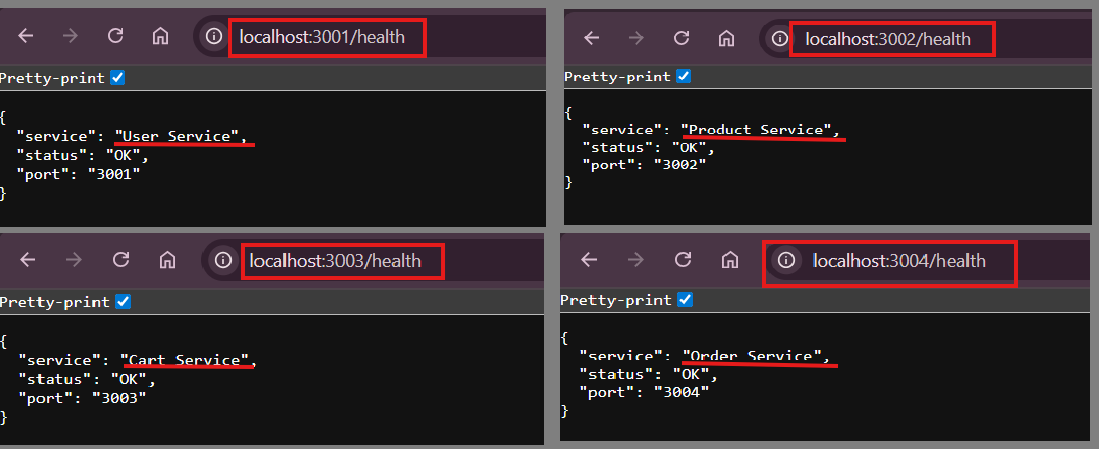 localhost:3001/health
Pretty-print
{
"service": "User Service",
"status": "OK",
"port": "3001"
}
localhost:3002/health
Pretty-print
{
"service": "Product Service",
"status": "OK",
"port": "3002"
}
localhost:3003/health
Pretty-print
{
"service": "Cart Service",
"status": "OK",
"port": "3003"
}
localhost:3004/health
Pretty-print
{
"service": "Order Service",
"status": "OK",
"port": "3004"
}